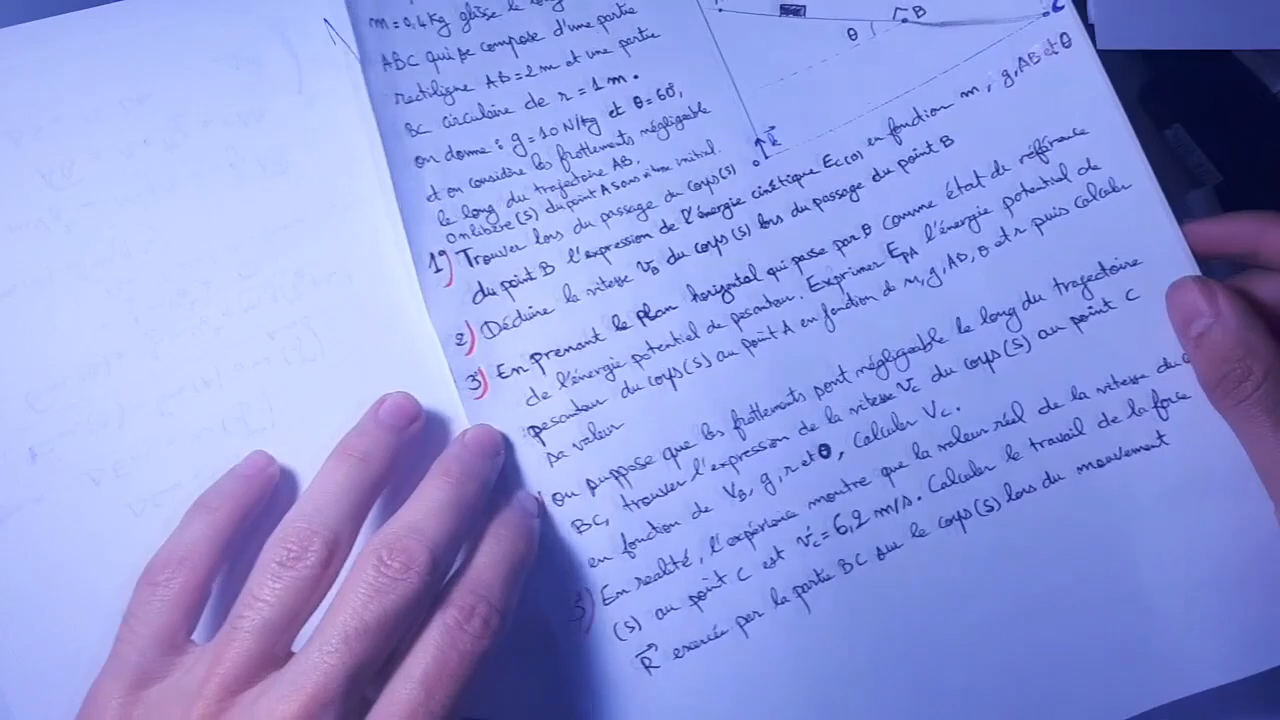 m = 0,4 kg glisse le long
ABC qui se compose d'une partie
rectiligne AB = 2 m et une partie
BC circulaire de r = 1 m.
on donne : g = 10 N/kg et θ = 60°,
et on considère les frottements négligeable
le long du trajectoire AB.
On libère (S) du point A sans vitesse initial.
B
C
θ
k
o
1) Trouver lors du passage du corps (S)
du point B l'expression de l'énergie cinétique Ec(B) en fonction m, g, AB et θ
2) Déduire la vitesse vB du corps (S) lors du passage du point B
3) En prenant le plan horizontal qui passe par θ comme état de référence
de l'énergie potentiel de pesanteur. Exprimer EPA l'énergie potentiel de
pesanteur du corps (S) au point A en fonction de m, g, AB, θ et r puis calculer
sa valeur
on suppose que les frottements sont négligeable le long du trajectoire
BC, trouver l'expression de la vitesse vC du corps (S) au point C
en fonction de VB, g, r et θ, calculer VC.
5) En realité, l'expérience montre que la valeur réel de la vitesse du
(S) au point C est v'C = 6,2 m/s. Calculer le travail de la force
R exercée par la partie BC sur le corps (S) lors du mouvement